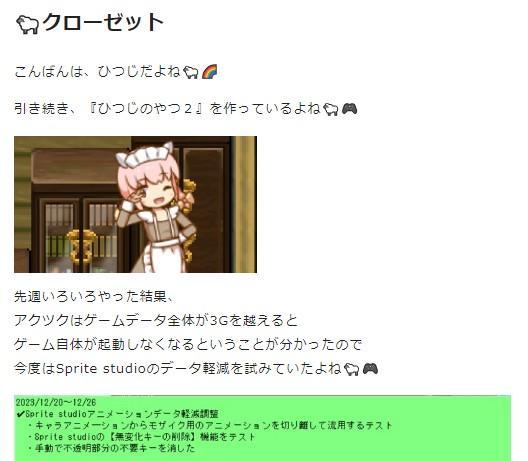 🐑クローゼット
こんばんは、ひつじだよね🐑🌈
引き続き、『ひつじのやつ２』を作っているよね🐑🎮
先週いろいろやった結果、
アクツクはゲームデータ全体が3Gを越えると
ゲーム自体が起動しなくなるということが分かったので
今度はSprite studioのデータ軽減を試みていたよね🐑🎮
2023/12/20～12/26
✔Sprite studioアニメーションデータ軽減調整
・キャラアニメーションからモザイク用のアニメーションを切り離して流用するテスト
・Sprite studioの【無変化キーの削除】機能をテスト
・手動で不透明部分の不要キーを消した